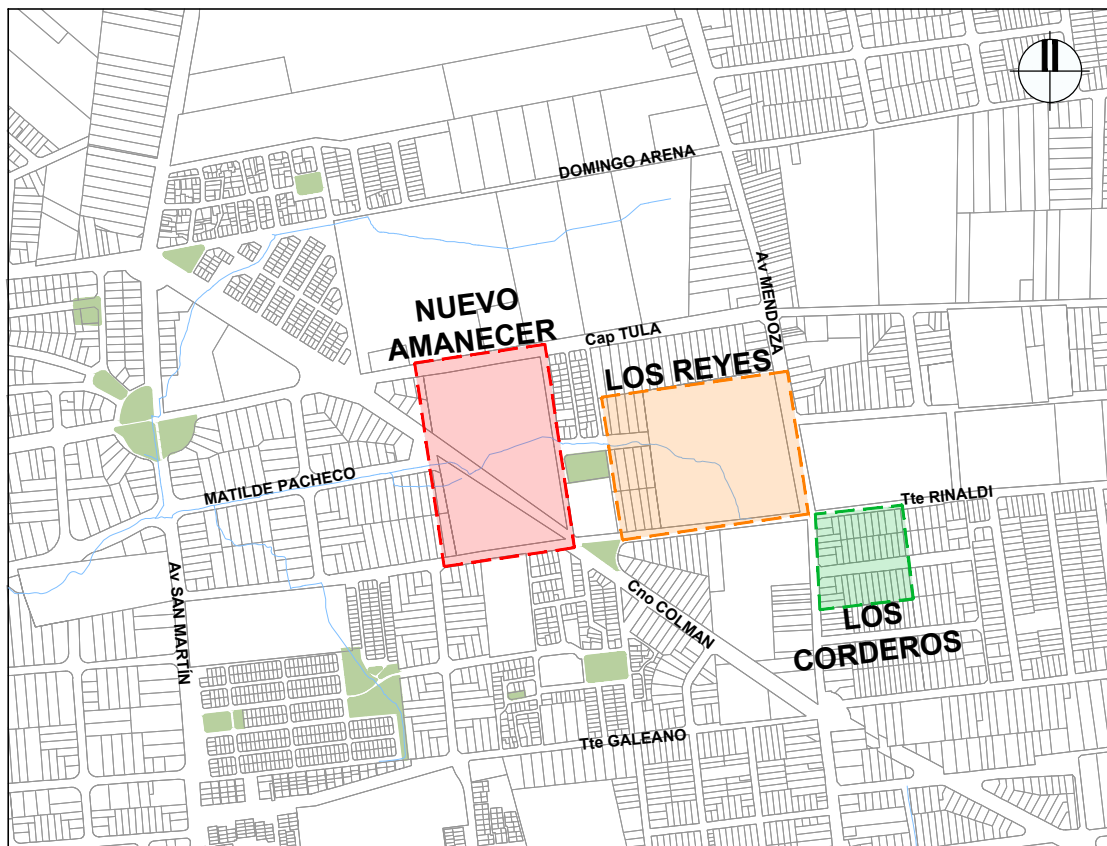 DOMINGO ARENA
Av MENDOZA
NUEVO
AMANECER
Cap TULA
LOS REYES
MATILDE PACHECO
Tte RINALDI
Av SAN MARTÍN
Cno COLMAN
LOS
CORDEROS
Tte GALEANO